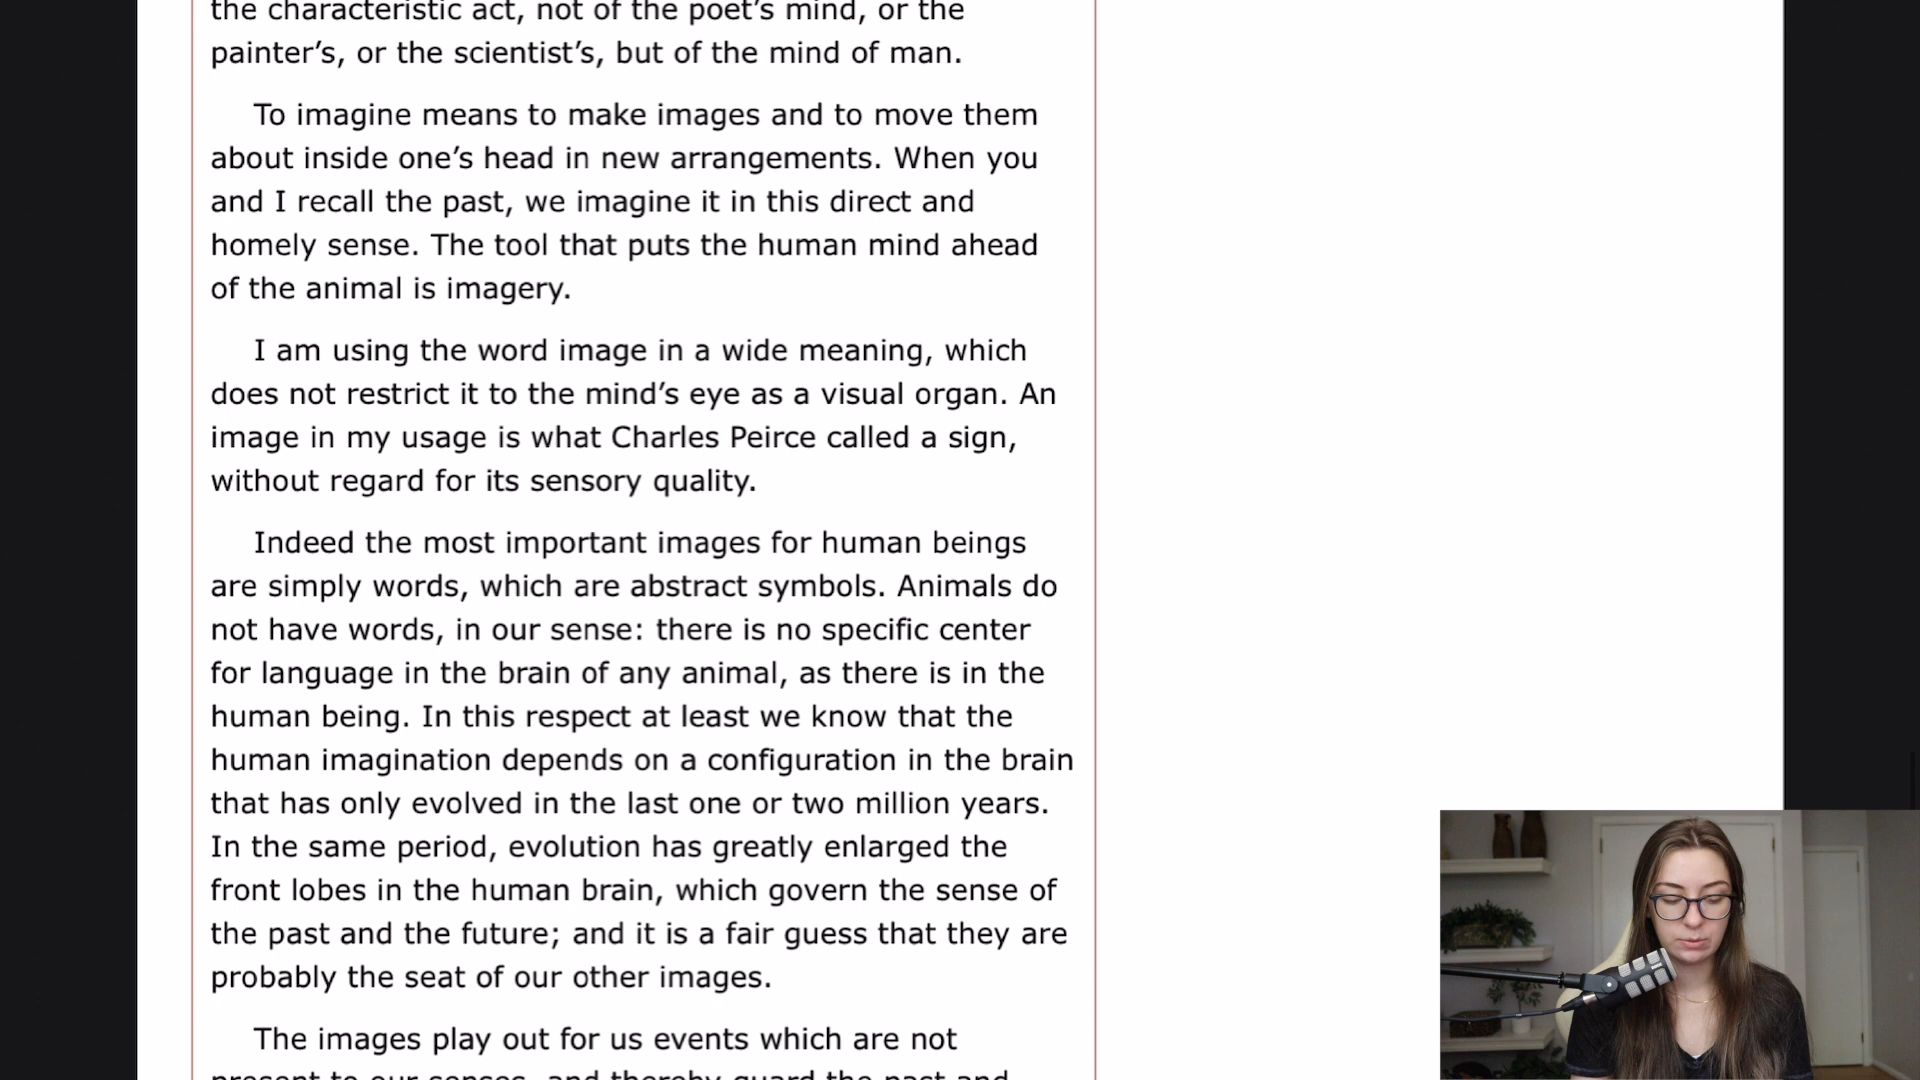 the characteristic act, not of the poet’s mind, or the
painter’s, or the scientist’s, but of the mind of man.
To imagine means to make images and to move them
about inside one’s head in new arrangements. When you
and I recall the past, we imagine it in this direct and
homely sense. The tool that puts the human mind ahead
of the animal is imagery.
I am using the word image in a wide meaning, which
does not restrict it to the mind’s eye as a visual organ. An
image in my usage is what Charles Peirce called a sign,
without regard for its sensory quality.
Indeed the most important images for human beings
are simply words, which are abstract symbols. Animals do
not have words, in our sense: there is no specific center
for language in the brain of any animal, as there is in the
human being. In this respect at least we know that the
human imagination depends on a configuration in the brain
that has only evolved in the last one or two million years.
In the same period, evolution has greatly enlarged the
front lobes in the human brain, which govern the sense of
the past and the future; and it is a fair guess that they are
probably the seat of our other images.
The images play out for us events which are not
present to our senses, and thereby guard the past and